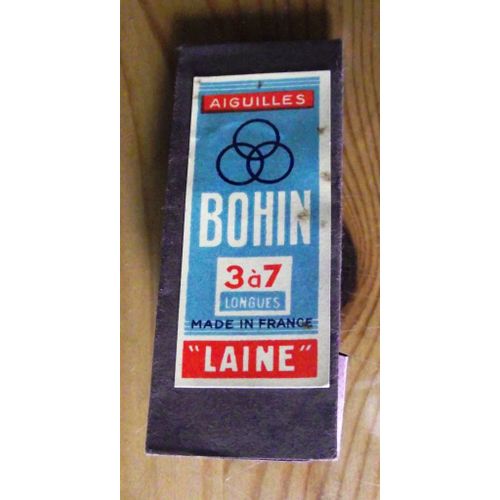 AIGUILLES
BOHIN
3 à 7
LONGUES
MADE IN FRANCE
"LAINE"